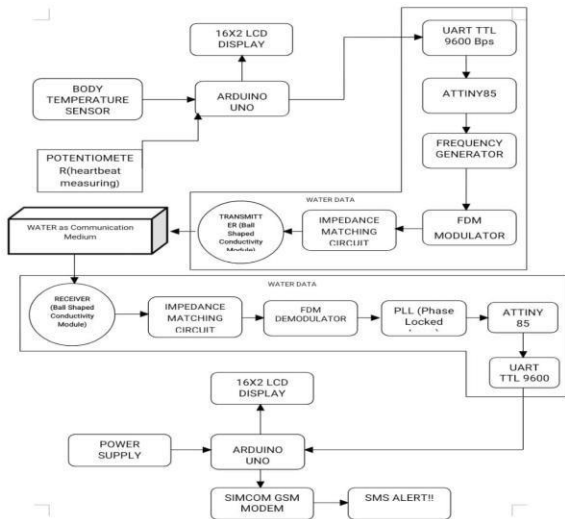 16X2 LCD
DISPLAY
UART TTL
9600 Bps
BODY
TEMPERATURE
SENSOR
ARDUINO
UNO
ATTINY85
POTENTIOMETE
R(heartbeat
measuring)
FREQUENCY
GENERATOR
WATER DATA
WATER as Communication
Medium
TRANSMITT
ER (Ball
Shaped
Conductivity
Module)
IMPEDANCE
MATCHING
CIRCUIT
FDM
MODULATOR
WATER DATA
RECEIVER
(Ball Shaped
Conductivity
Module)
IMPEDANCE
MATCHING
CIRCUIT
FDM
DEMODULATOR
PLL (Phase
Locked
ATTINY
85
UART
TTL 9600
16X2 LCD
DISPLAY
POWER
SUPPLY
ARDUINO
UNO
SIMCOM GSM
MODEM
SMS ALERT!!